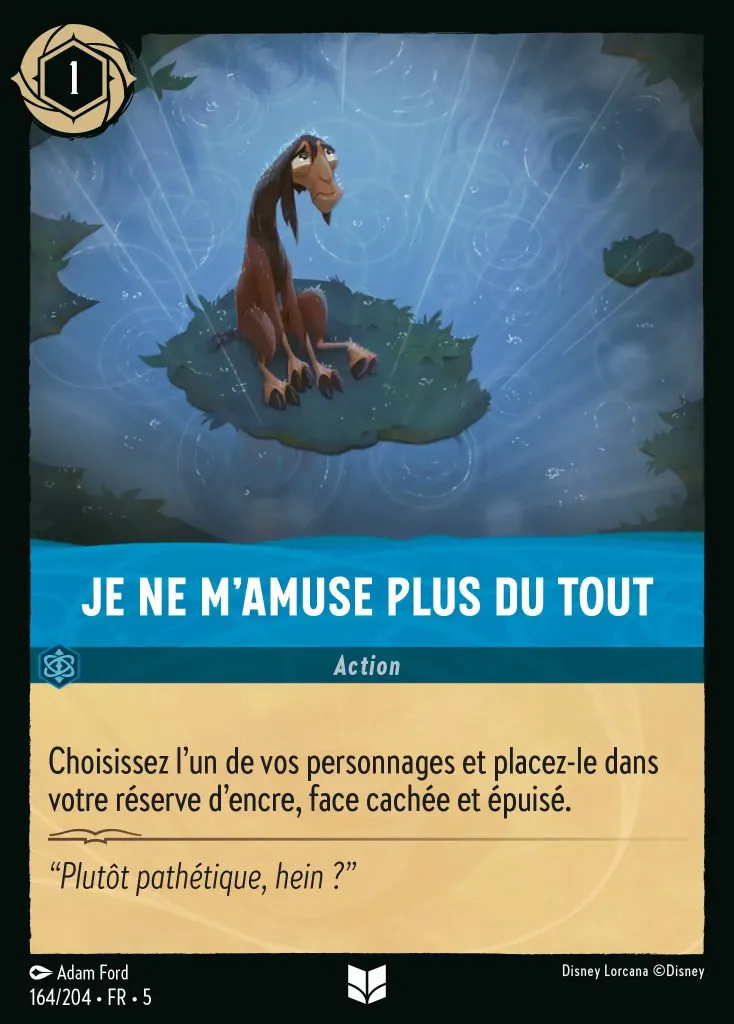 1
JE NE M'AMUSE PLUS DU TOUT
Action
Choisissez l'un de vos personnages et placez-le dans
votre réserve d'encre, face cachée et épuisé.
“Plutôt pathétique, hein ?”
Adam Ford
Disney Lorcana ©Disney
164/204 • FR • 5